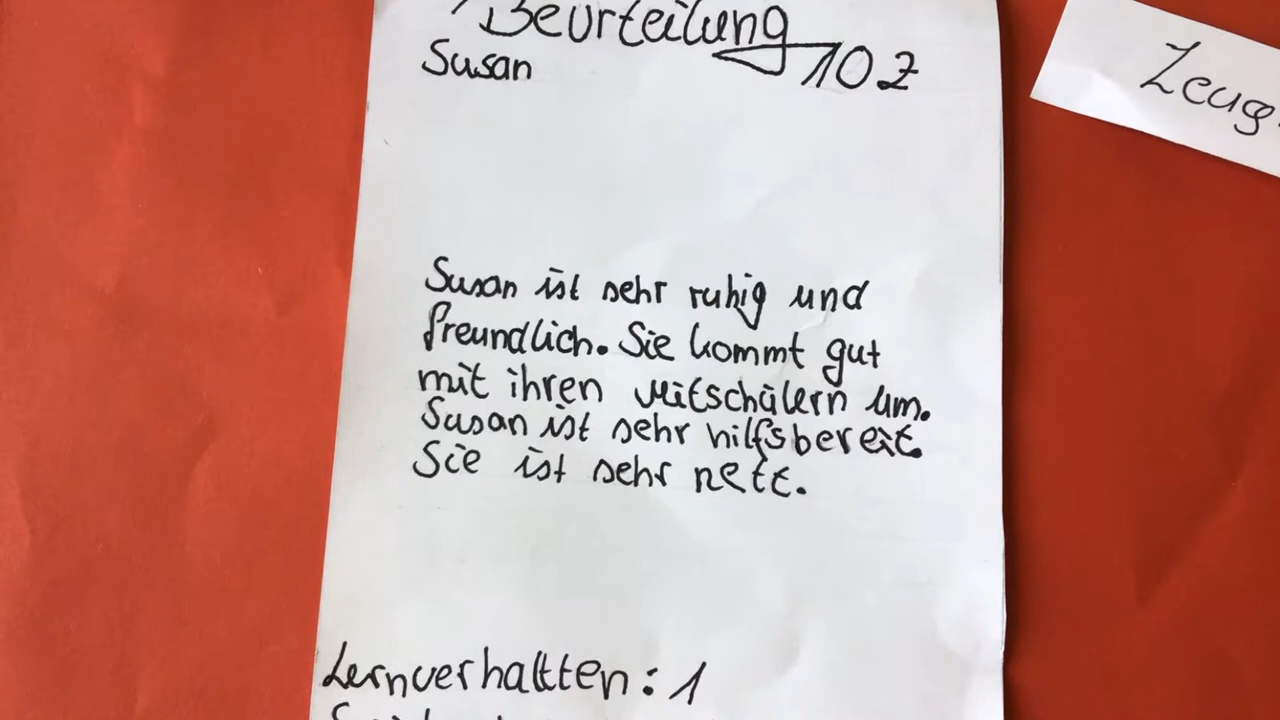 Beurteilung
Susan
10 Z
Zeug
Susan ist sehr ruhig und
freundlich. Sie kommt gut
mit ihren Mitschülern um.
Susan ist sehr hilfsbereit.
Sie ist sehr nett.
Lernverhaltten: 1